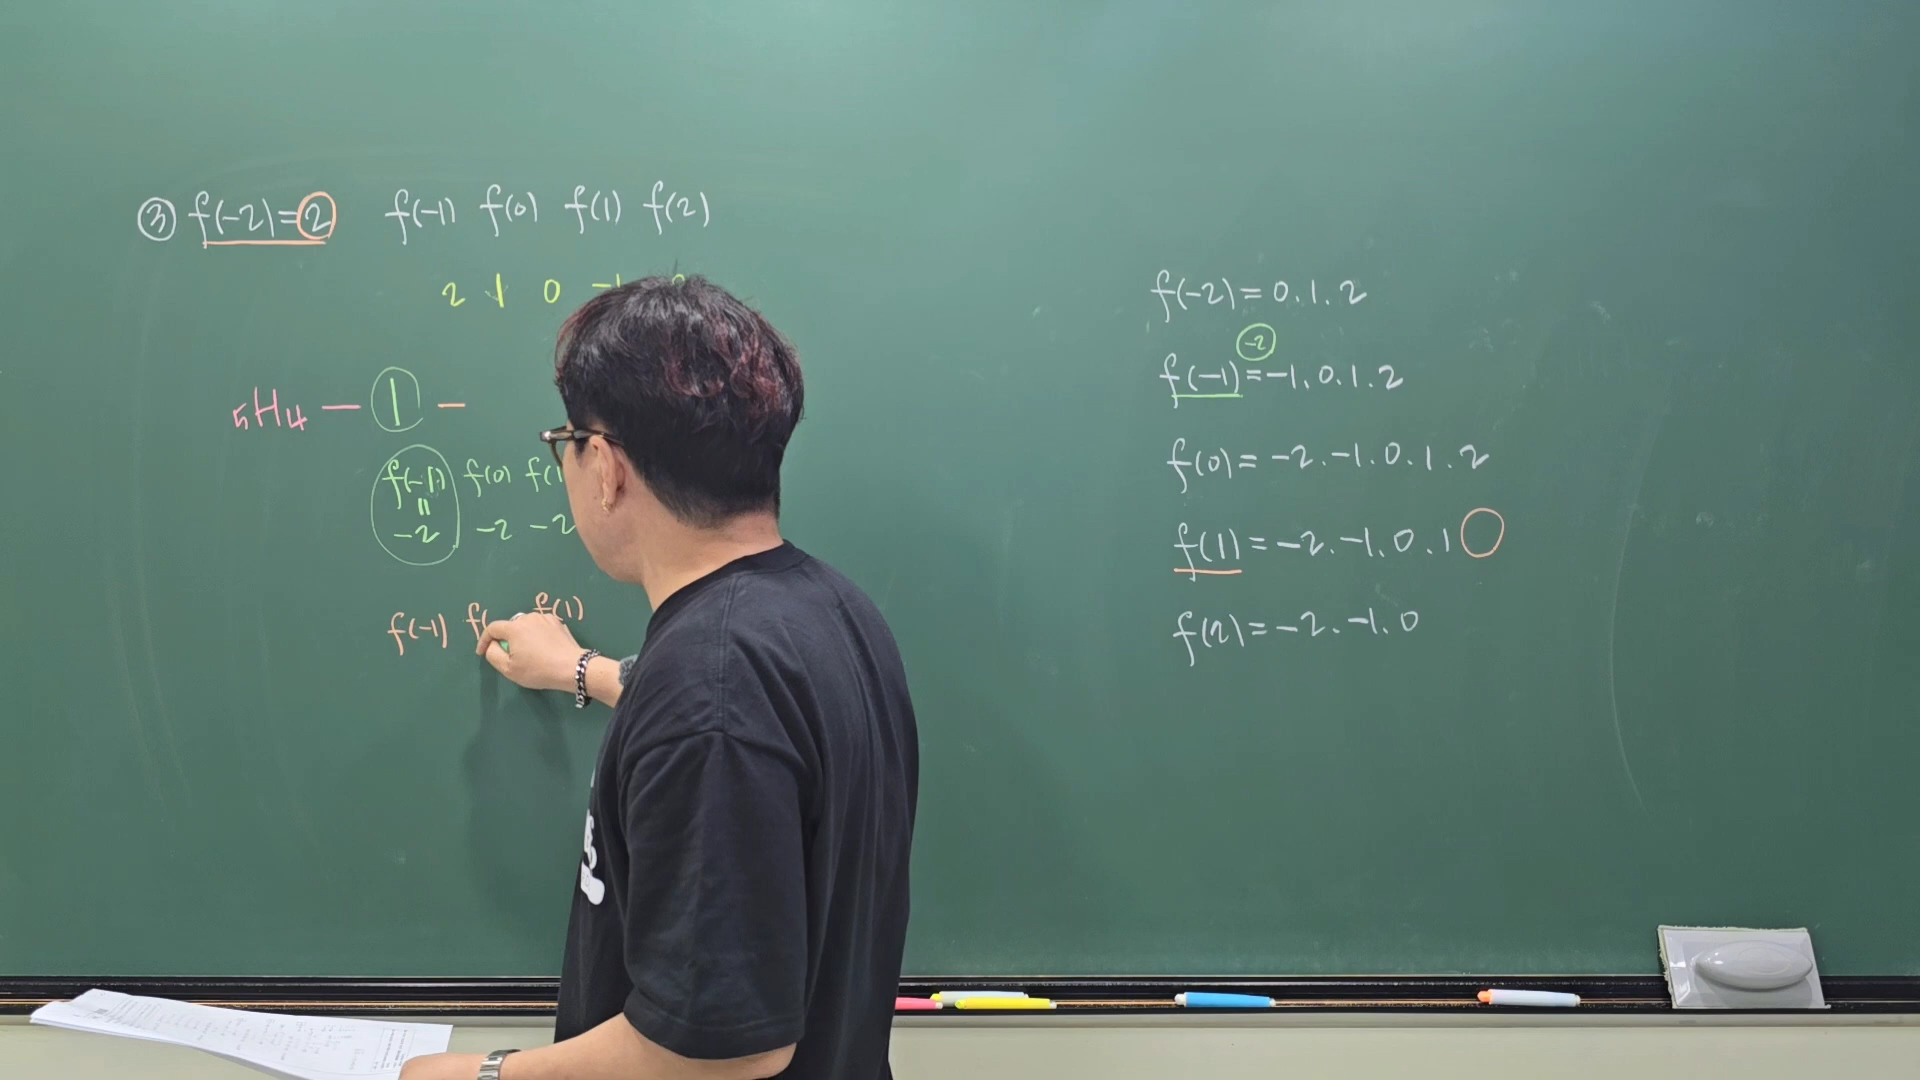 ③ f(-2)=2 f(-1) f(0) f(1) f(2)
2 1 0 -1
5H4 - 1 -
f(-1) f(0) f(1
=
-2 -2 -2
f(-1) f( f(1)
f(-2)=0.1.2
-2
f(-1)=-1.0.1.2
f(0)=-2.-1.0.1.2
f(1)=-2.-1.0.1
f(2)=-2.-1.0